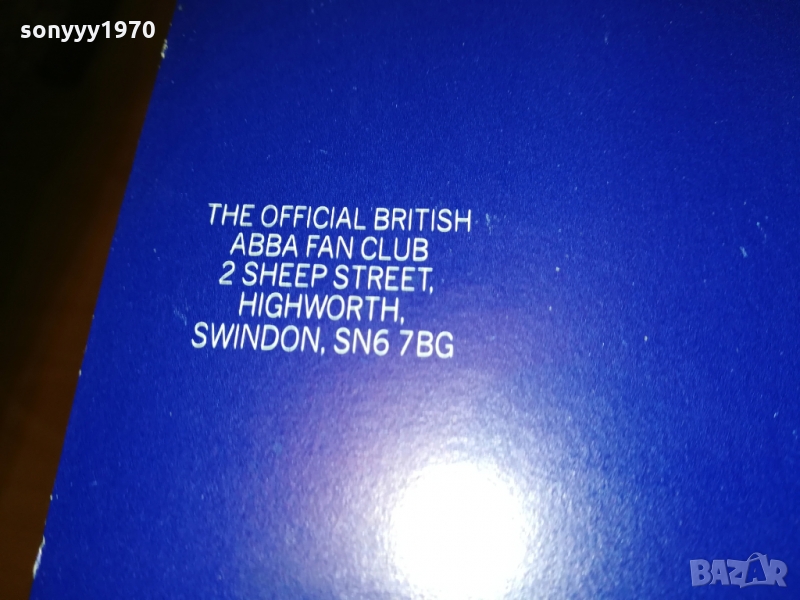 sonyyy1970
THE OFFICIAL BRITISH
ABBA FAN CLUB
2 SHEEP STREET,
HIGHWORTH,
SWINDON, SN6 7BG
BAZAR